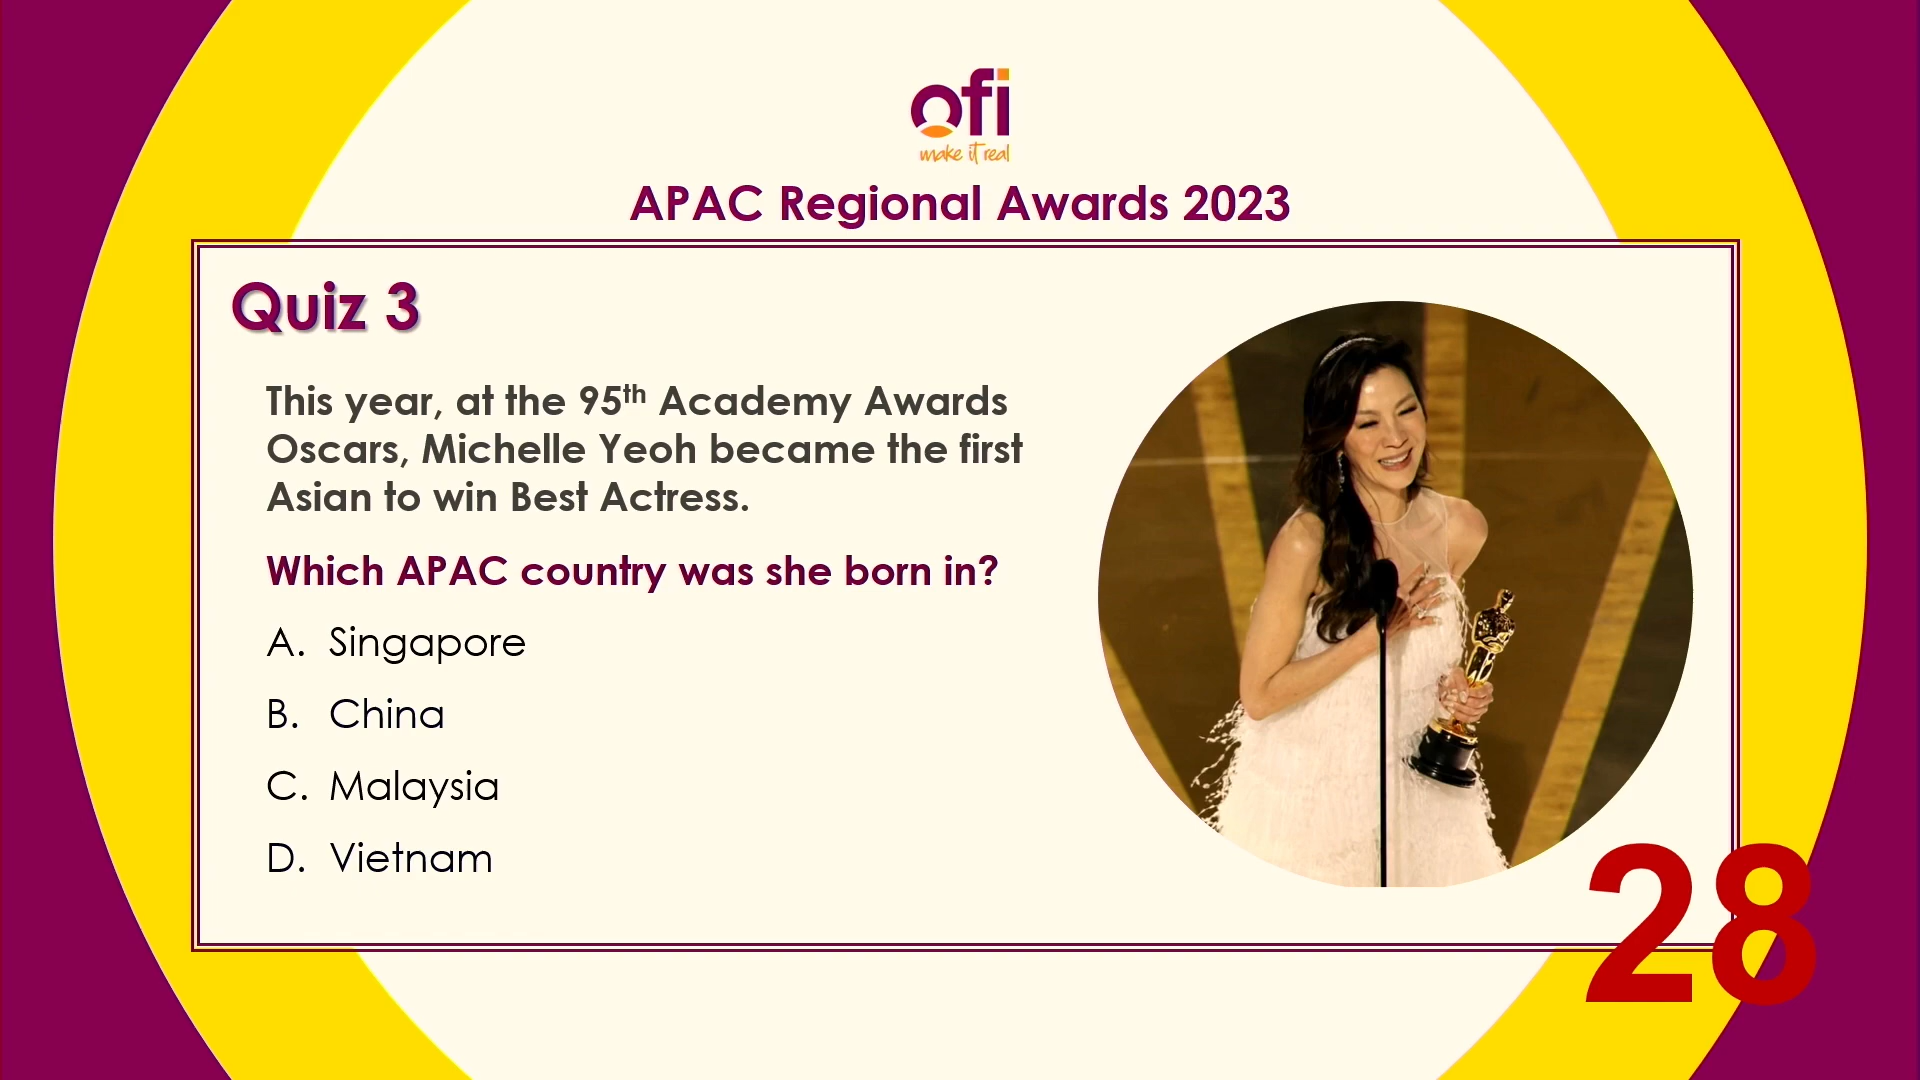 ofi
make it real
APAC Regional Awards 2023
Quiz 3
This year, at the 95th Academy Awards
Oscars, Michelle Yeoh became the first
Asian to win Best Actress.
Which APAC country was she born in?
A. Singapore
B. China
C. Malaysia
D. Vietnam
28